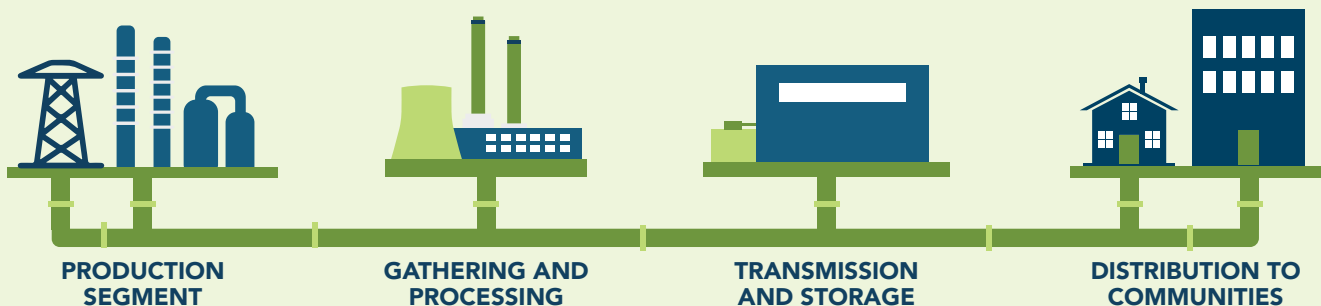 PRODUCTION
SEGMENT
GATHERING AND
PROCESSING
TRANSMISSION
AND STORAGE
DISTRIBUTION TO
COMMUNITIES